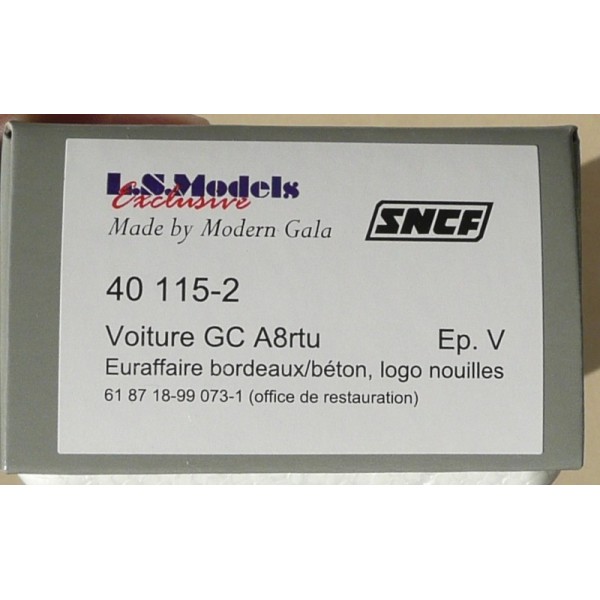 L.S.Models
Exclusive
Made by Modern Gala
SNCF
40 115-2
Voiture GC A8rtu Ep. V
Euraffaire bordeaux/béton, logo nouilles
61 87 18-99 073-1 (office de restauration)